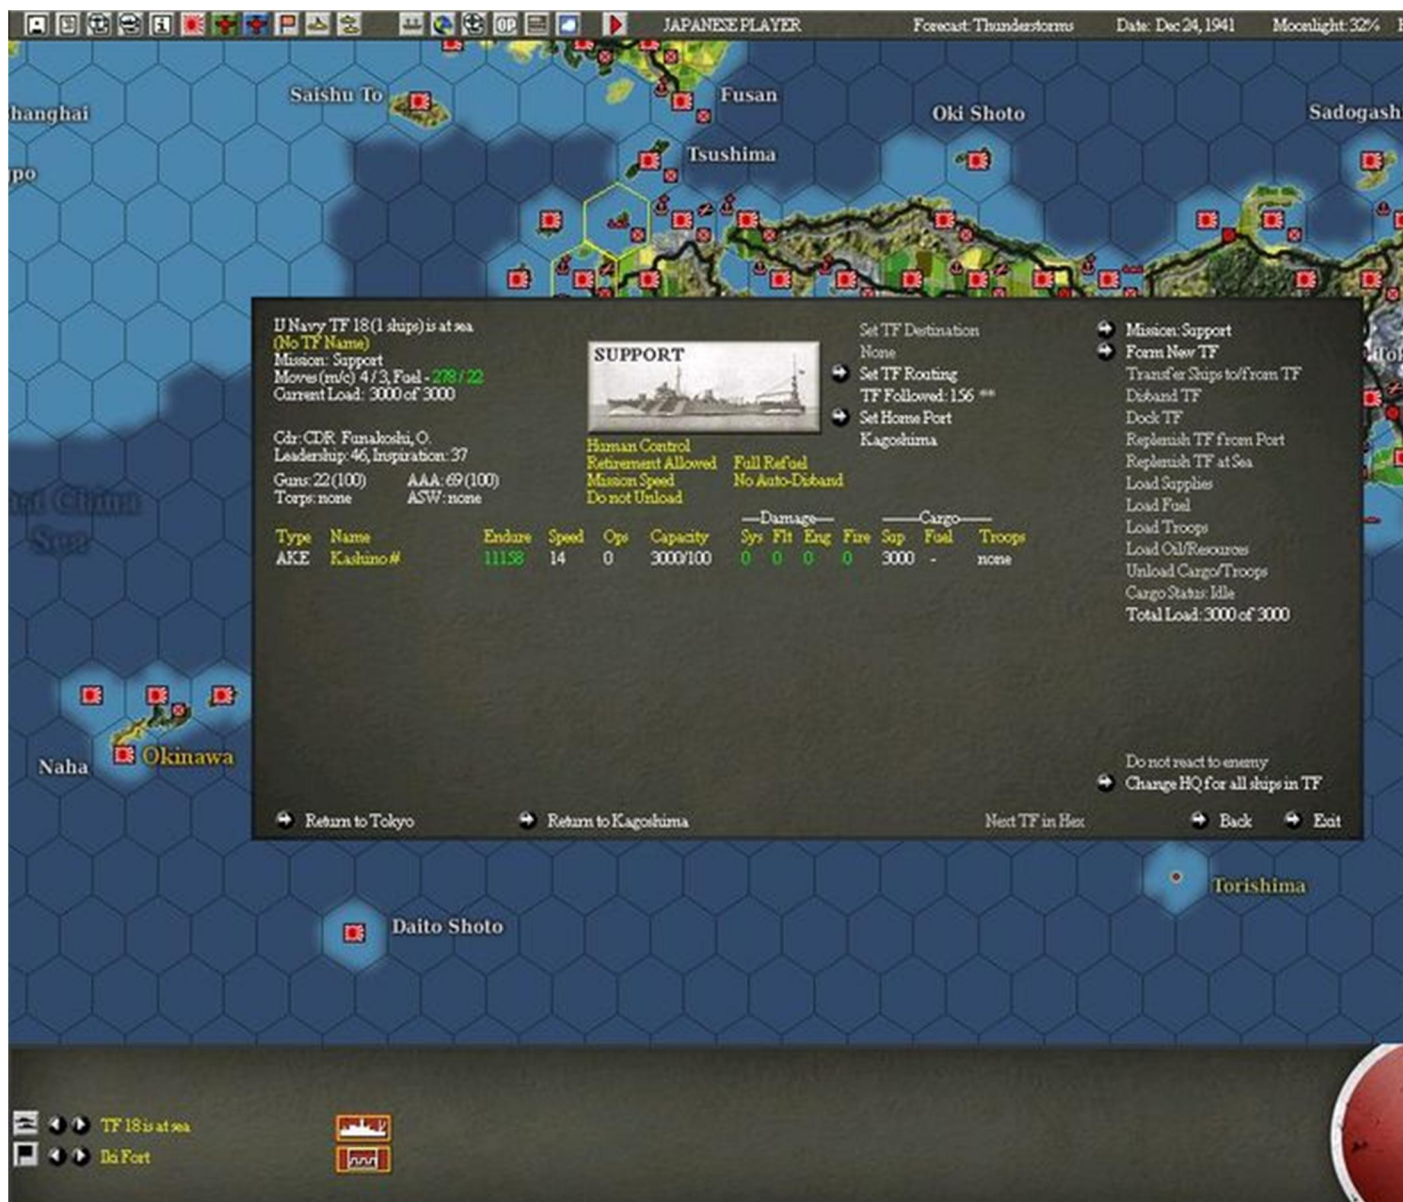 OP
JAPANESE PLAYER
Forecast: Thunderstorms
Date: Dec 24, 1941
Moonlight: 32%
hanghai
Saishu To
Fusan
Oki Shoto
Sadogash
Tsushima
IJ Navy TF 18 (1 ships) is at sea
(No TF Name)
Mission: Support
Moves (m/c) 4 / 3, Fuel - 278 / 22
Current Load: 3000 of 3000
Cdr: CDR Funakoshi, O.
Leadership: 46, Inspiration: 37
Guns: 22 (100) AAA: 69 (100)
Torps: none ASW: none
SUPPORT
Human Control
Retirement Allowed Full Refuel
Mission Speed No Auto-Disband
Do not Unload
Set TF Destination
None
Set TF Routing
TF Followed: 156 **
Set Home Port
Kagoshima
Mission: Support
Form New TF
Transfer Ships to/from TF
Disband TF
Dock TF
Replenish TF from Port
Replenish TF at Sea
Load Supplies
Load Fuel
Load Troops
Load Oil/Resources
Unload Cargo/Troops
Cargo Status: Idle
Total Load: 3000 of 3000
Damage Cargo
Type Name Endure Speed Ops Capacity Sys Flt Eng Fire Sup Fuel Troops
AKE Kashino # 11158 14 0 3000/100 0 0 0 0 3000 - none
Do not react to enemy
Change HQ for all ships in TF
Return to Tokyo
Return to Kagoshima
Next TF in Hex
Back
Exit
China
Sea
Naha
Okinawa
Torishima
Daito Shoto
TF 18 is at sea
Iki Fort